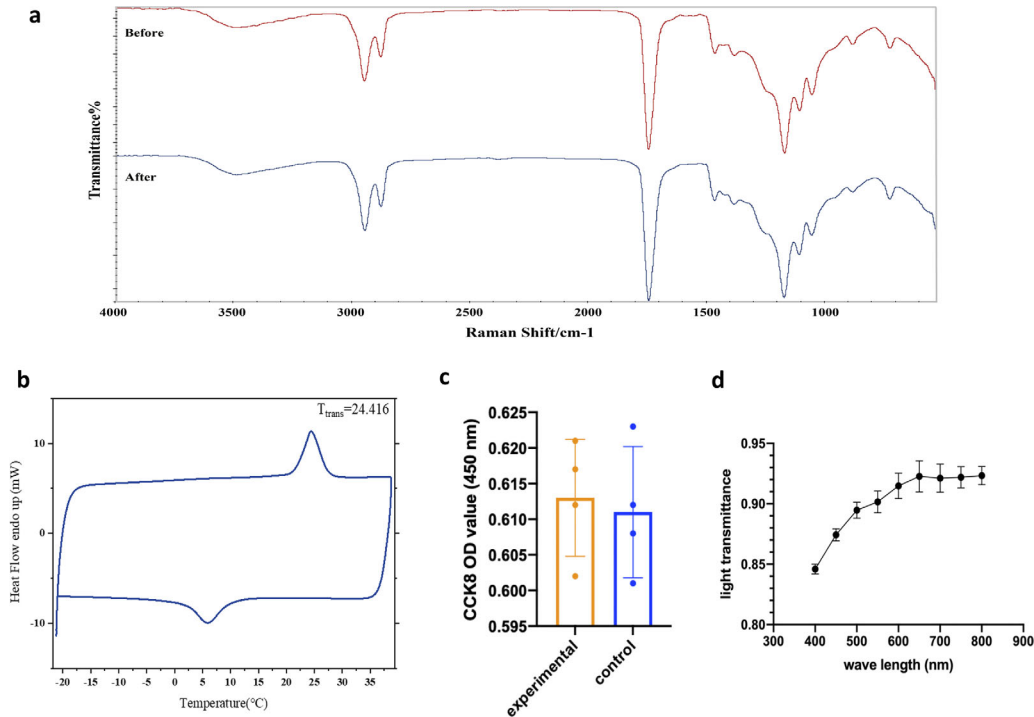 a
Before
After
Transmittance%
4000 3000 2500 2000 1500 1000
Raman Shift/cm-1
b
T_trans=24.416
Heat Flow endo up (mW)
10
0
-10
-20 -15 -10 -5 0 5 10 15 20 25 30 35
Temperature(°C)
c
CCK8 OD value (450 nm)
0.625
0.620
0.615
0.610
0.605
0.600
0.595
experimental
control
d
light transmittance
0.95
0.90
0.85
0.80
300 400 500 600 700 800 900
wave length (nm)